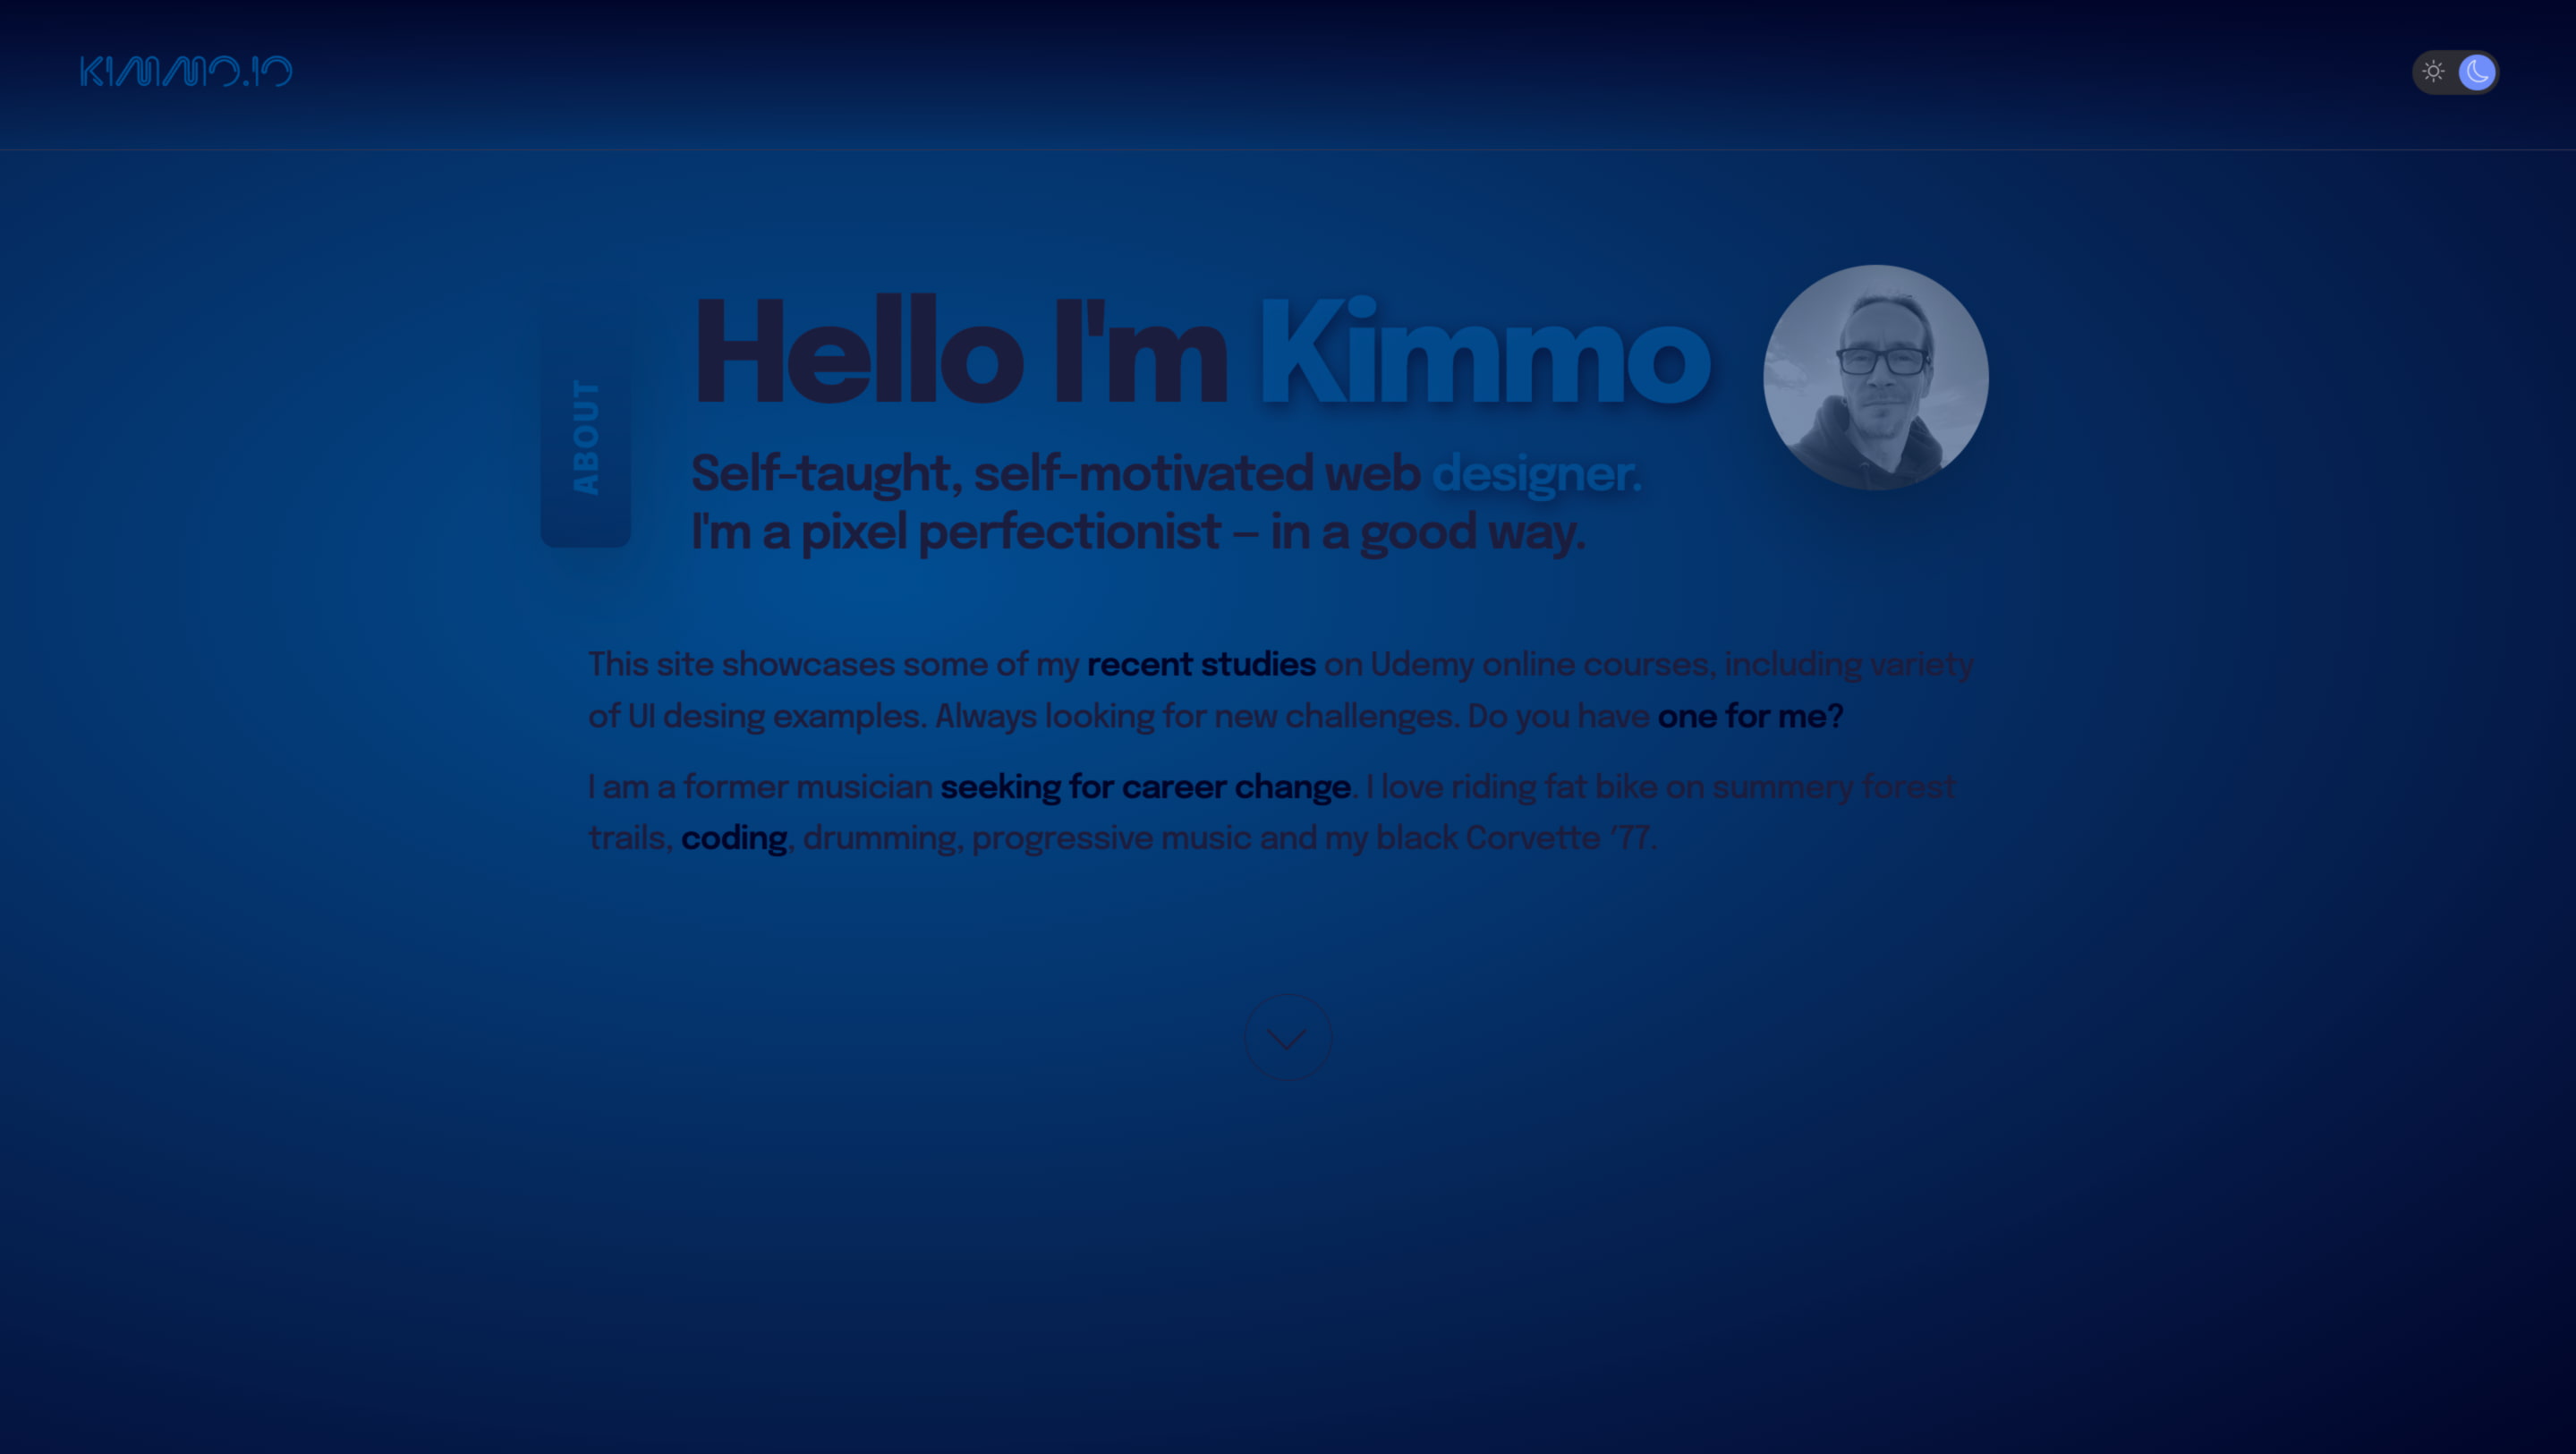 KIMMO.IO
ABOUT
Hello I'm Kimmo
Self-taught, self-motivated web designer.
I'm a pixel perfectionist – in a good way.
This site showcases some of my recent studies on Udemy online courses, including variety
of UI desing examples. Always looking for new challenges. Do you have one for me?
I am a former musician seeking for career change. I love riding fat bike on summery forest
trails, coding, drumming, progressive music and my black Corvette ’77.